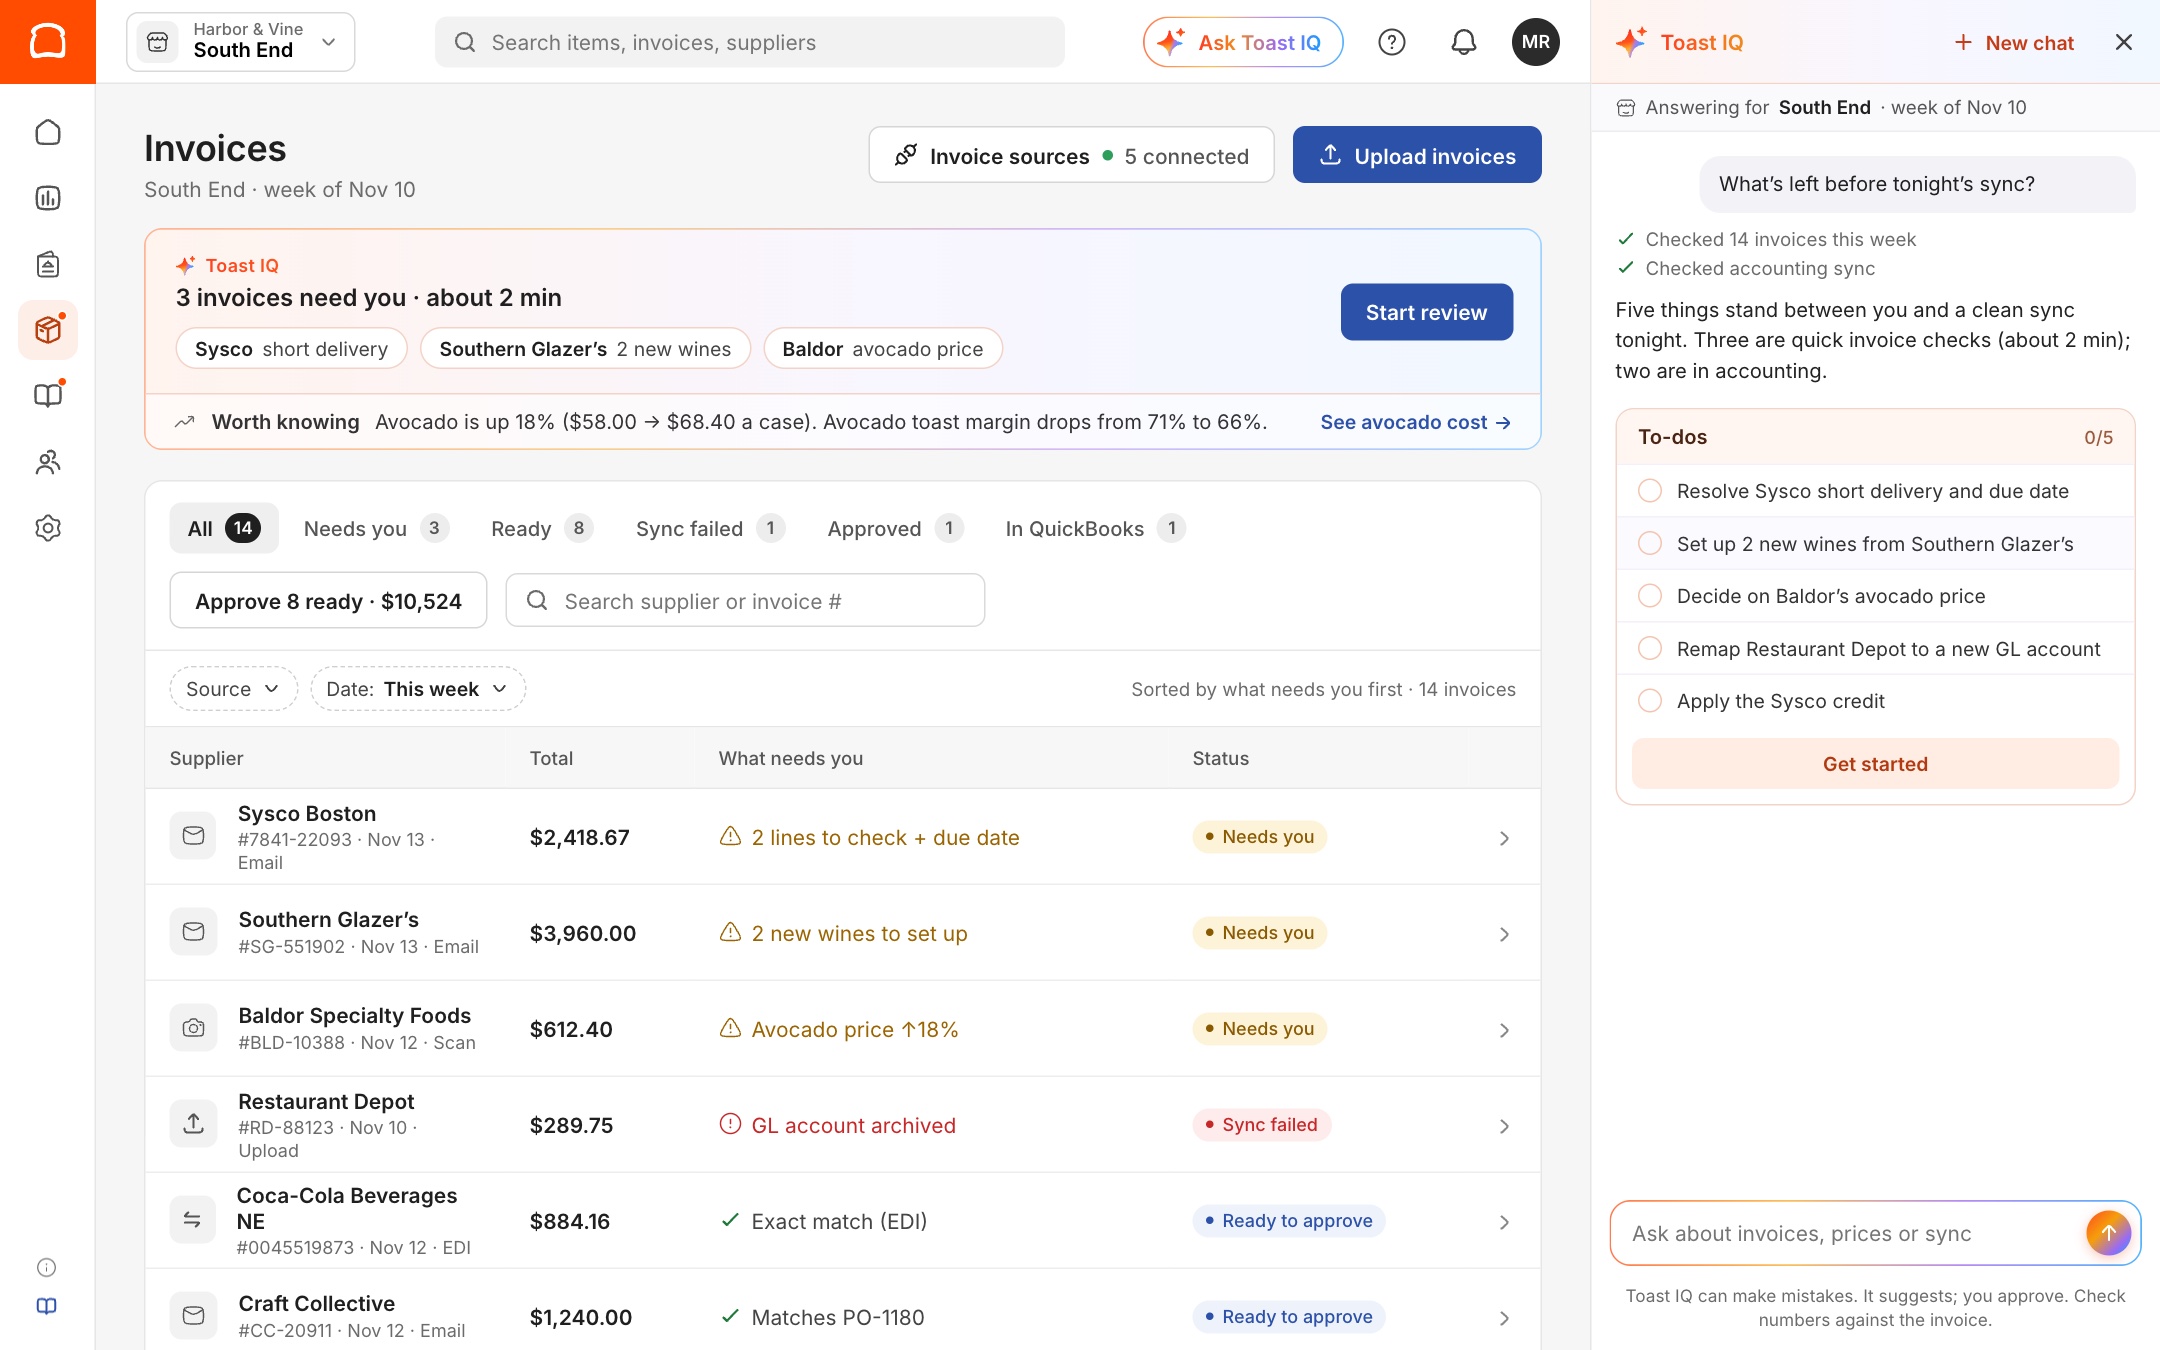 Harbor & Vine
South End
Search items, invoices, suppliers
Ask Toast IQ
MR
Invoices
South End · week of Nov 10
Invoice sources • 5 connected
Upload invoices
Toast IQ
3 invoices need you · about 2 min
Sysco short delivery
Southern Glazer’s 2 new wines
Baldor avocado price
Start review
Worth knowing Avocado is up 18% ($58.00 → $68.40 a case). Avocado toast margin drops from 71% to 66%.
See avocado cost →
All 14
Needs you 3
Ready 8
Sync failed 1
Approved 1
In QuickBooks 1
Approve 8 ready · $10,524
Search supplier or invoice #
Source
Date: This week
Sorted by what needs you first · 14 invoices
Supplier Total What needs you Status
Sysco Boston
#7841-22093 · Nov 13 ·
Email
$2,418.67
2 lines to check + due date
• Needs you
Southern Glazer’s
#SG-551902 · Nov 13 · Email
$3,960.00
2 new wines to set up
• Needs you
Baldor Specialty Foods
#BLD-10388 · Nov 12 · Scan
$612.40
Avocado price ↑18%
• Needs you
Restaurant Depot
#RD-88123 · Nov 10 ·
Upload
$289.75
GL account archived
• Sync failed
Coca-Cola Beverages
NE
#0045519873 · Nov 12 · EDI
$884.16
Exact match (EDI)
• Ready to approve
Craft Collective
#CC-20911 · Nov 12 · Email
$1,240.00
Matches PO-1180
• Ready to approve
Toast IQ
+ New chat
Answering for South End · week of Nov 10
What’s left before tonight’s sync?
Checked 14 invoices this week
Checked accounting sync
Five things stand between you and a clean sync
tonight. Three are quick invoice checks (about 2 min);
two are in accounting.
To-dos 0/5
Resolve Sysco short delivery and due date
Set up 2 new wines from Southern Glazer’s
Decide on Baldor’s avocado price
Remap Restaurant Depot to a new GL account
Apply the Sysco credit
Get started
Ask about invoices, prices or sync
Toast IQ can make mistakes. It suggests; you approve. Check
numbers against the invoice.